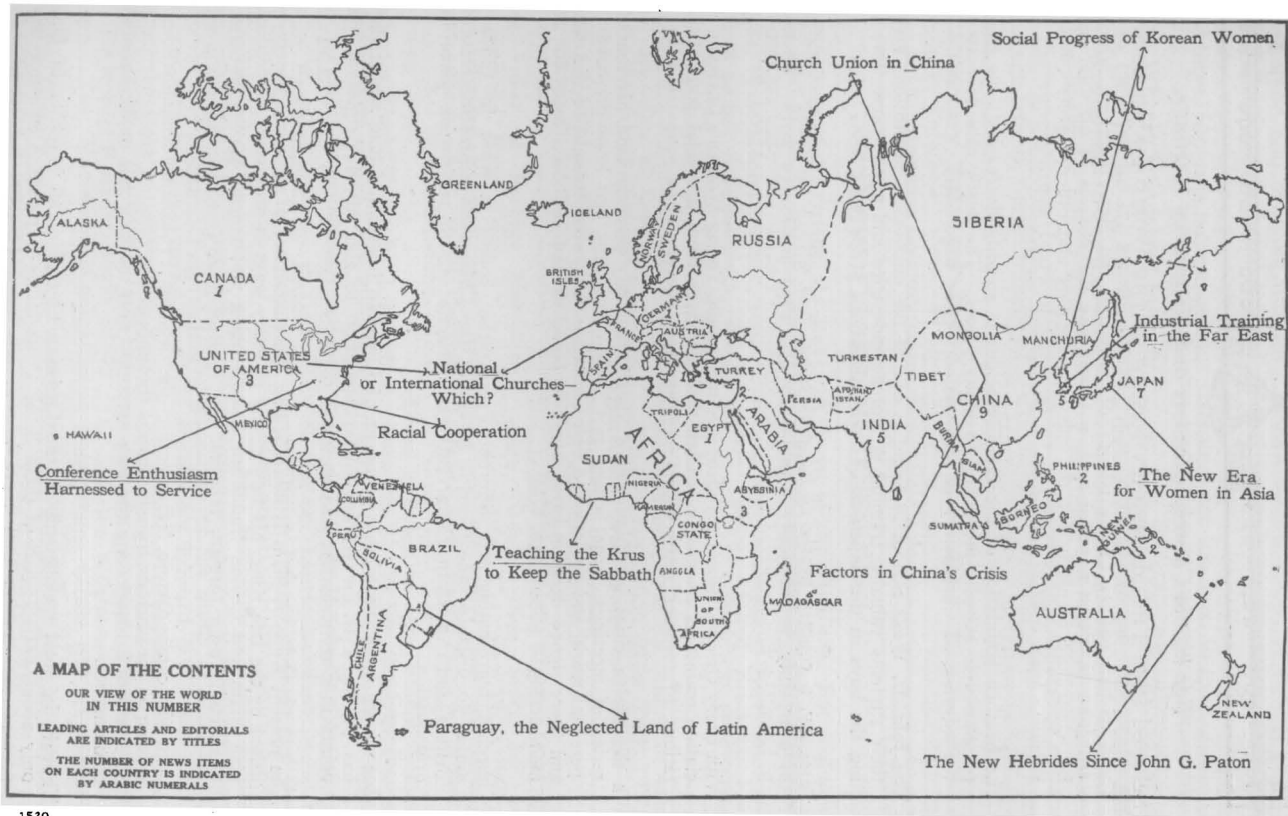 Social Progress of Korean Women
Church Union in China
GREENLAND
ICELAND
ALASKA
NORWAY
SWEDEN
RUSSIA
SIBERIA
CANADA
1
BRITISH
ISLES
1
GERMANY
FRANCE
AUSTRIA
SPAIN
MONGOLIA
MANCHURIA
Industrial Training
in the Far East
UNITED STATES
OF AMERICA
3
National
or International Churches—
Which?
TURKEY
TURKESTAN
TIBET
CHINA
9
JAPAN
7
5
PERSIA
AFGHAN
ISTAN
2
HAWAII
MEXICO
Racial Cooperation
TRIPOLI
EGYPT
1
ARABIA
AFRICA
SUDAN
INDIA
5
BURMA
SIAM
PHILIPPINES
2
Conference Enthusiasm
Harnessed to Service
The New Era
for Women in Asia
VENEZUELA
COLUMBIA
NIGERIA
KAMERUN
ABYSSINIA
3
SUMATRA
BORNEO
NEW
GUINEA
2
PERU
BRAZIL
BOLIVIA
CONGO
STATE
Teaching the Krus
to Keep the Sabbath
ANGOLA
Factors in China's Crisis
MADAGASCAR
UNION
OF
SOUTH
AFRICA
AUSTRALIA
CHILE
ARGENTINA
1
A MAP OF THE CONTENTS
OUR VIEW OF THE WORLD
IN THIS NUMBER
LEADING ARTICLES AND EDITORIALS
ARE INDICATED BY TITLES
THE NUMBER OF NEWS ITEMS
ON EACH COUNTRY IS INDICATED
BY ARABIC NUMERALS
Paraguay, the Neglected Land of Latin America
NEW
ZEALAND
The New Hebrides Since John G. Paton